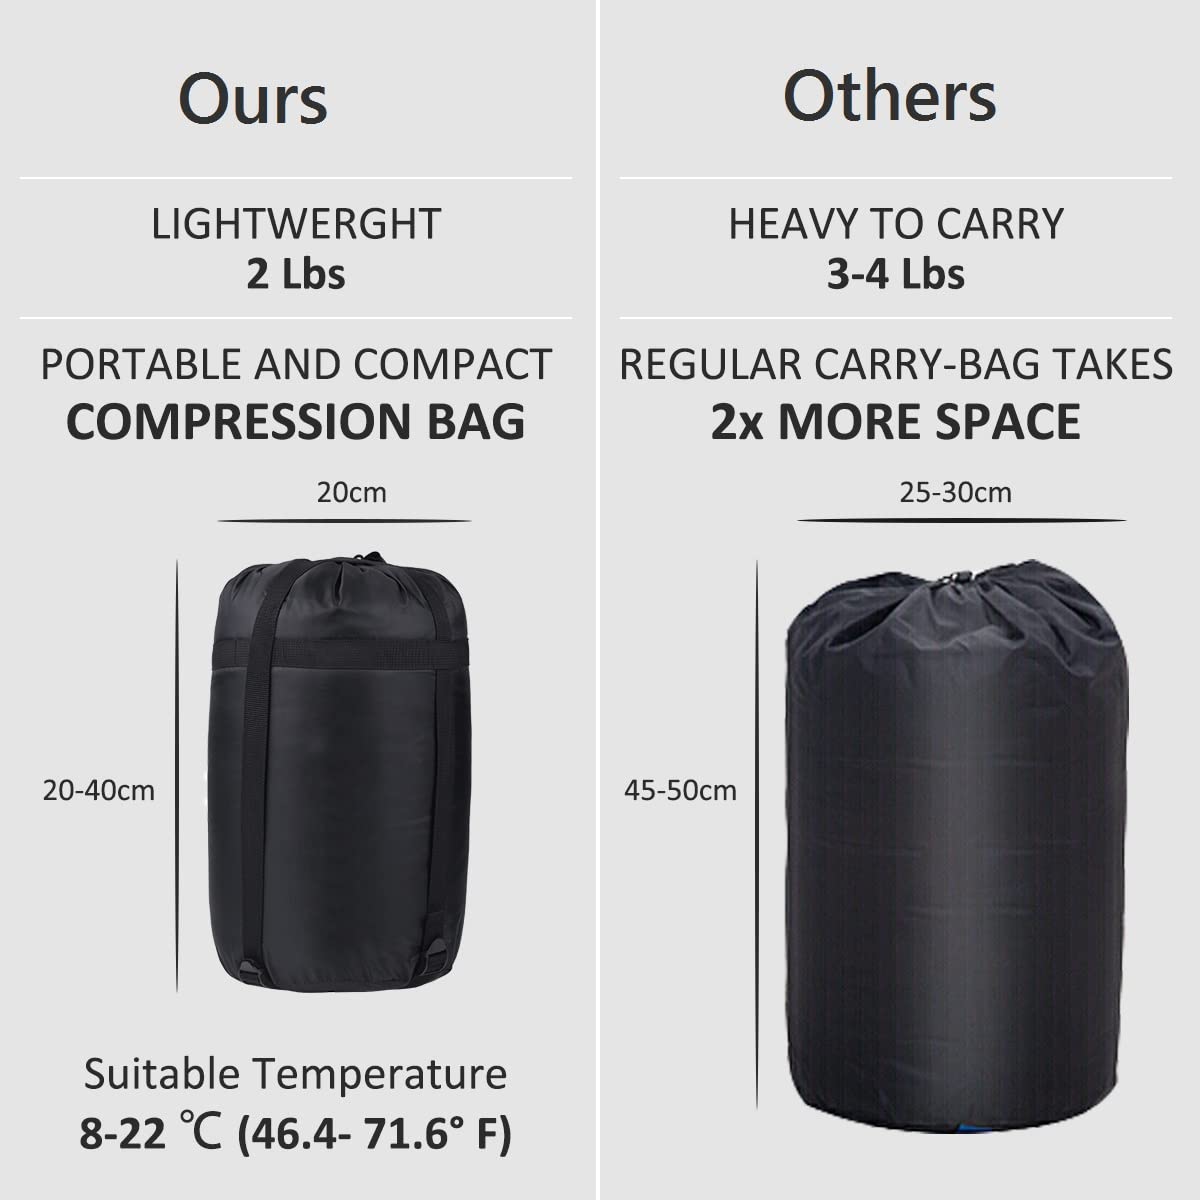 Ours
LIGHTWERGHT
2 Lbs
PORTABLE AND COMPACT
COMPRESSION BAG
20cm
20-40cm
Suitable Temperature
8-22 ℃ (46.4- 71.6° F)
Others
HEAVY TO CARRY
3-4 Lbs
REGULAR CARRY-BAG TAKES
2x MORE SPACE
25-30cm
45-50cm